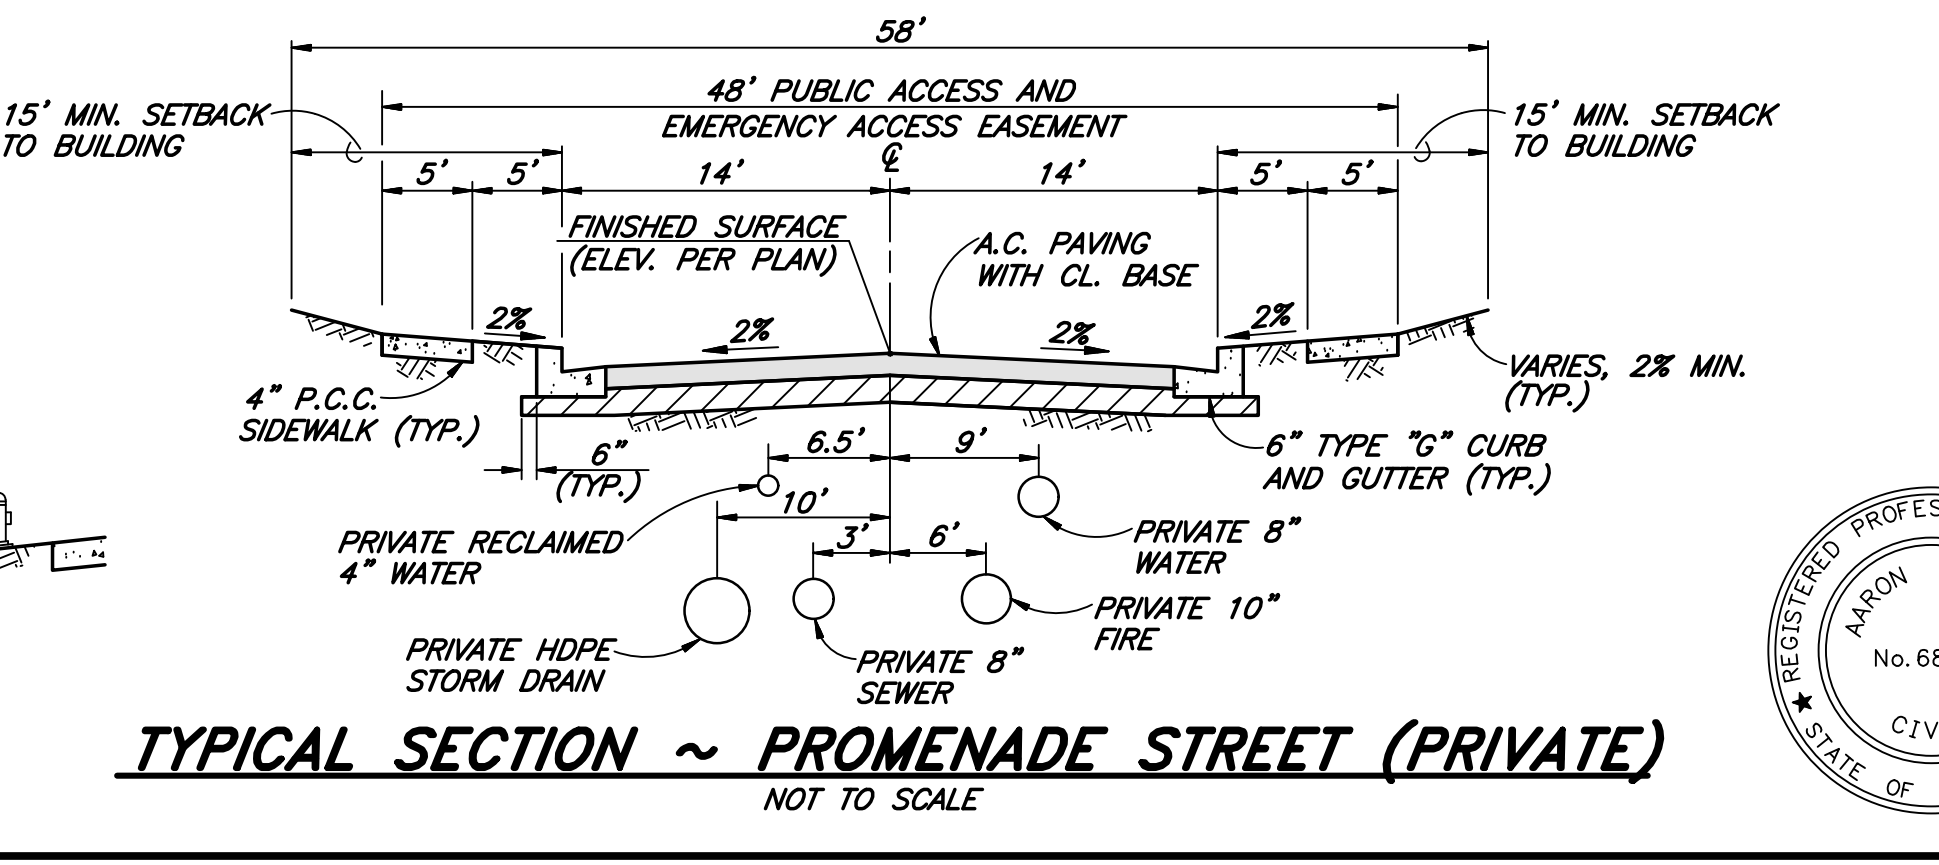 58'
48' PUBLIC ACCESS AND
EMERGENCY ACCESS EASEMENT
15' MIN. SETBACK
TO BUILDING
15' MIN. SETBACK
TO BUILDING
℄
5'
5'
14'
14'
5'
5'
FINISHED SURFACE
(ELEV. PER PLAN)
A.C. PAVING
WITH CL. BASE
2%
2%
2%
2%
VARIES, 2% MIN.
(TYP.)
4" P.C.C.
SIDEWALK (TYP.)
6"
(TYP.)
6.5'
9'
6" TYPE "G" CURB
AND GUTTER (TYP.)
10'
3'
6'
PRIVATE RECLAIMED
4" WATER
PRIVATE 8"
WATER
PRIVATE 10"
FIRE
PRIVATE HDPE
STORM DRAIN
PRIVATE 8"
SEWER
TYPICAL SECTION ~ PROMENADE STREET (PRIVATE)
NOT TO SCALE
REGISTERED
AARON
STATE OF